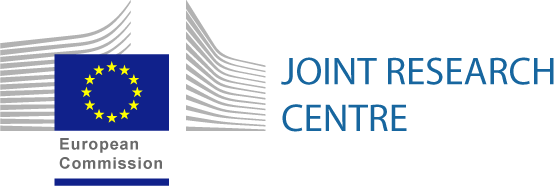 JOINT RESEARCH
CENTRE
European
Commission